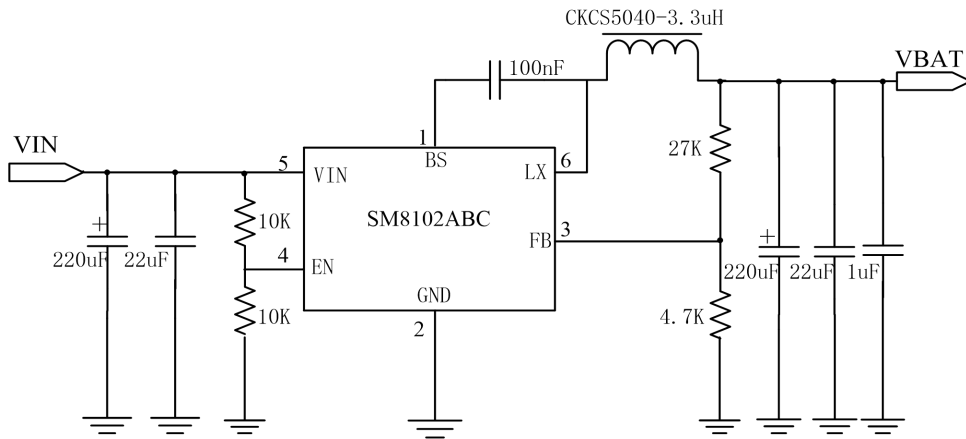 CKCS5040-3.3uH
VBAT
100nF
1
BS
VIN
5
VIN
6
LX
27K
10K
SM8102ABC
3
FB
+
220uF
22uF
4
EN
+
220uF
22uF
1uF
10K
GND
2
4.7K